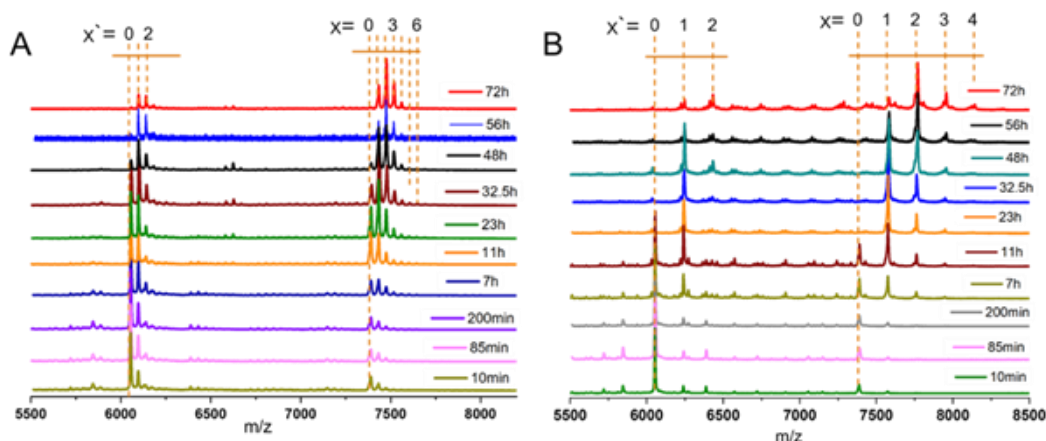 A
X`= 0 2
X= 0 3 6
72h
56h
48h
32.5h
23h
11h
7h
200min
85min
10min
5500 6000 6500 7000 7500 8000
m/z
B
X`= 0 1 2
X= 0 1 2 3 4
72h
56h
48h
32.5h
23h
11h
7h
200min
85min
10min
5500 6000 6500 7000 7500 8000 8500
m/z